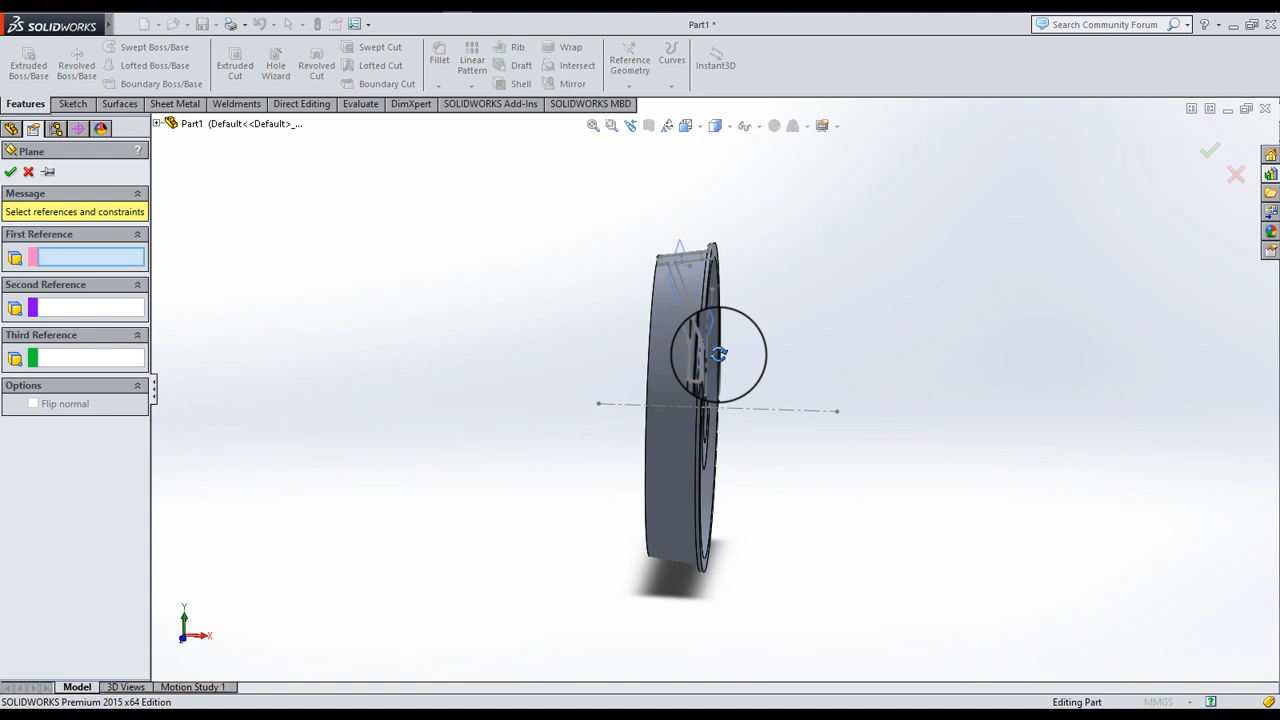 SOLIDWORKS
Part1 *
Search Community Forum
Extruded Boss/Base
Revolved Boss/Base
Swept Boss/Base
Lofted Boss/Base
Boundary Boss/Base
Extruded Cut
Hole Wizard
Revolved Cut
Swept Cut
Lofted Cut
Boundary Cut
Fillet
Linear Pattern
Rib
Draft
Shell
Wrap
Intersect
Mirror
Reference Geometry
Curves
Instant3D
Features
Sketch
Surfaces
Sheet Metal
Weldments
Direct Editing
Evaluate
DimXpert
SOLIDWORKS Add-Ins
SOLIDWORKS MBD
Part1 (Default<<Default>_...
Plane
?
Message
Select references and constraints
First Reference
Second Reference
Third Reference
Options
Flip normal
Y
X
Model
3D Views
Motion Study 1
SOLIDWORKS Premium 2015 x64 Edition
Editing Part
MMGS